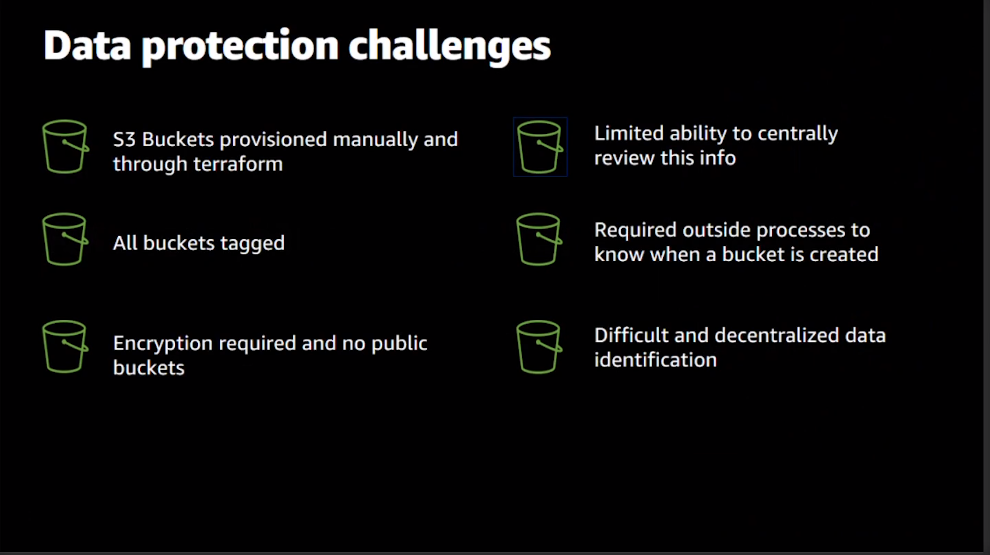 Data protection challenges
S3 Buckets provisioned manually and
through terraform
All buckets tagged
Encryption required and no public
buckets
Limited ability to centrally
review this info
Required outside processes to
know when a bucket is created
Difficult and decentralized data
identification